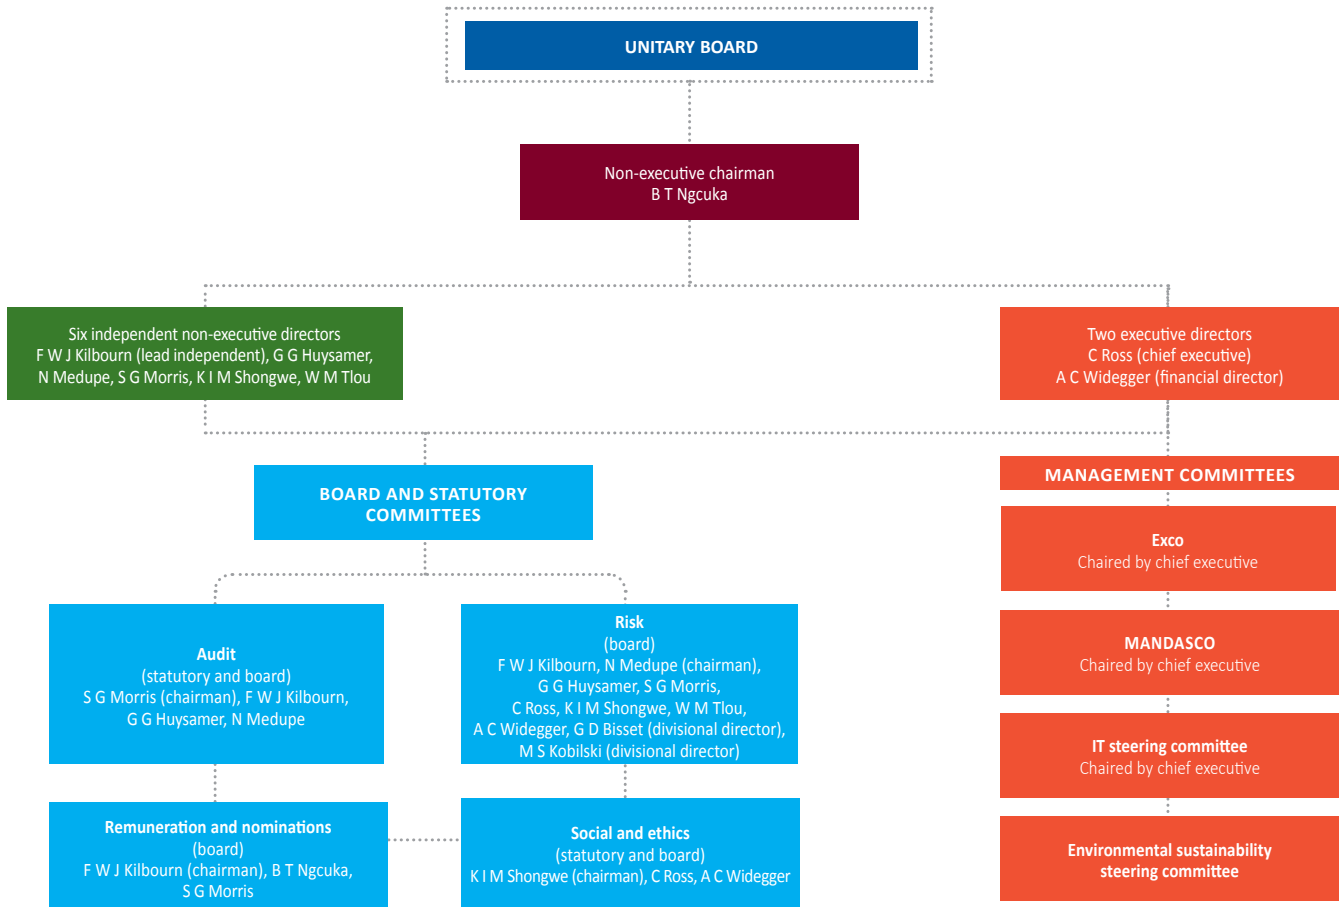 UNITARY BOARD
Non-executive chairman
B T Ngcuka
Six independent non-executive directors
F W J Kilbourn (lead independent), G G Huysamer,
N Medupe, S G Morris, K I M Shongwe, W M Tlou
Two executive directors
C Ross (chief executive)
A C Widegger (financial director)
BOARD AND STATUTORY
COMMITTEES
Audit
(statutory and board)
S G Morris (chairman), F W J Kilbourn,
G G Huysamer, N Medupe
Risk
(board)
F W J Kilbourn, N Medupe (chairman),
G G Huysamer, S G Morris,
C Ross, K I M Shongwe, W M Tlou,
A C Widegger, G D Bisset (divisional director),
M S Kobilski (divisional director)
Remuneration and nominations
(board)
F W J Kilbourn (chairman), B T Ngcuka,
S G Morris
Social and ethics
(statutory and board)
K I M Shongwe (chairman), C Ross, A C Widegger
MANAGEMENT COMMITTEES
Exco
Chaired by chief executive
MANDASCO
Chaired by chief executive
IT steering committee
Chaired by chief executive
Environmental sustainability
steering committee